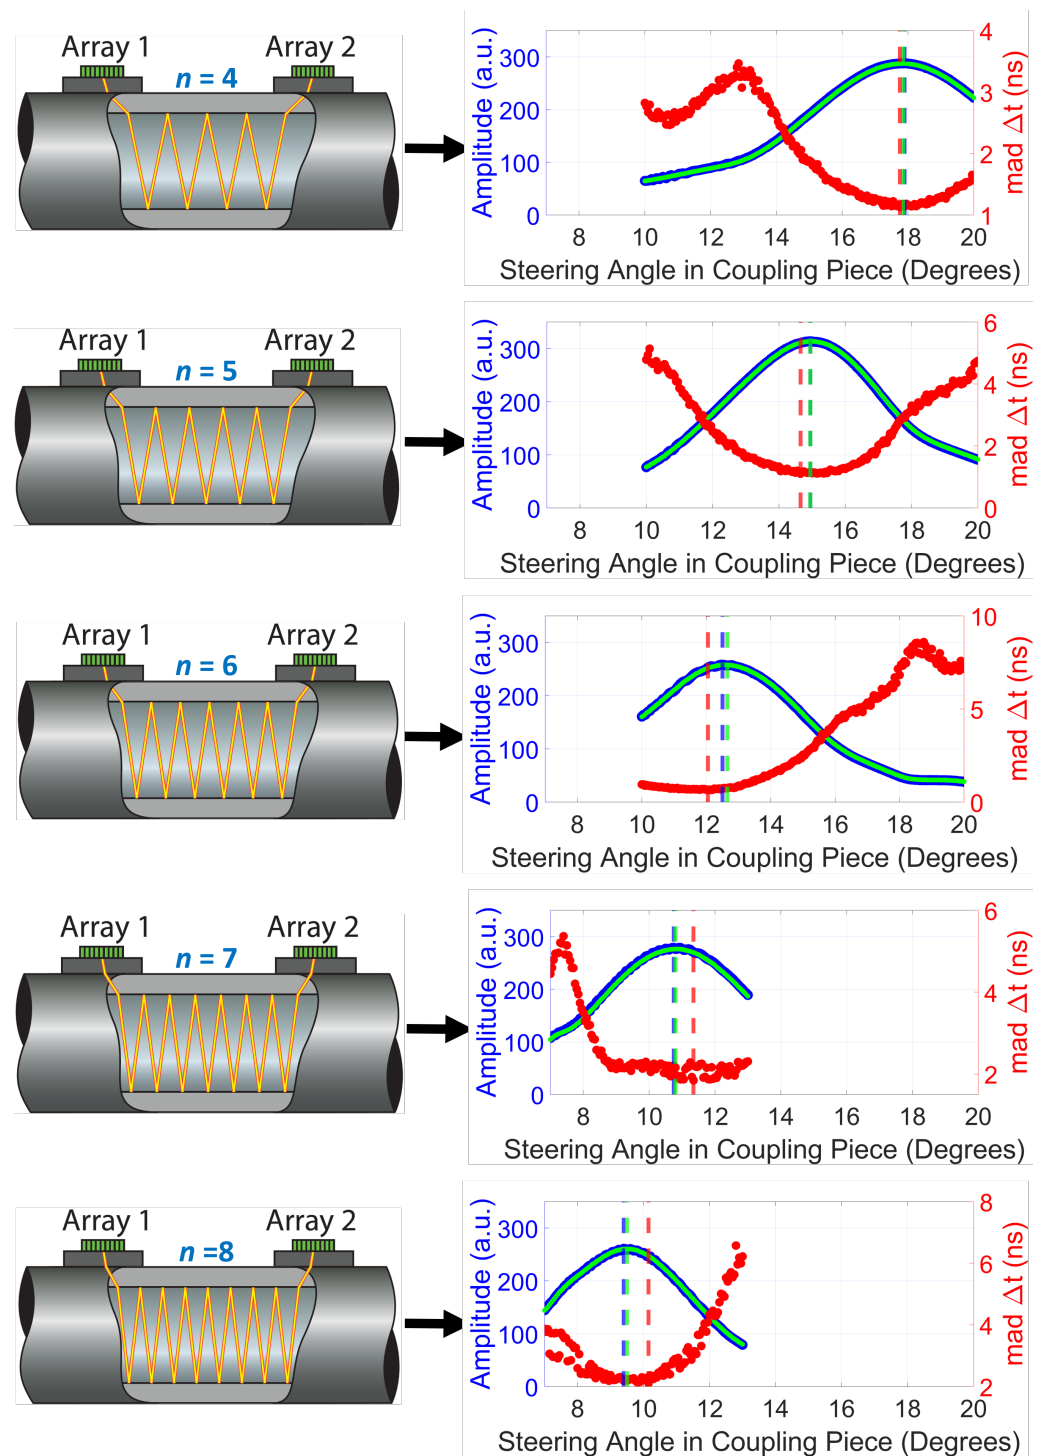 Array 1 Array 2
n = 4
Amplitude (a.u.)
300
200
100
0
4
3
2
1
mad Δt (ns)
8 10 12 14 16 18 20
Steering Angle in Coupling Piece (Degrees)
Array 1 Array 2
n = 5
Amplitude (a.u.)
300
200
100
0
6
4
2
0
mad Δt (ns)
8 10 12 14 16 18 20
Steering Angle in Coupling Piece (Degrees)
Array 1 Array 2
n = 6
Amplitude (a.u.)
300
200
100
0
10
5
0
mad Δt (ns)
8 10 12 14 16 18 20
Steering Angle in Coupling Piece (Degrees)
Array 1 Array 2
n = 7
Amplitude (a.u.)
300
200
100
0
6
4
2
mad Δt (ns)
8 10 12 14 16 18 20
Steering Angle in Coupling Piece (Degrees)
Array 1 Array 2
n =8
Amplitude (a.u.)
300
200
100
0
8
6
4
2
mad Δt (ns)
8 10 12 14 16 18 20
Steering Angle in Coupling Piece (Degrees)